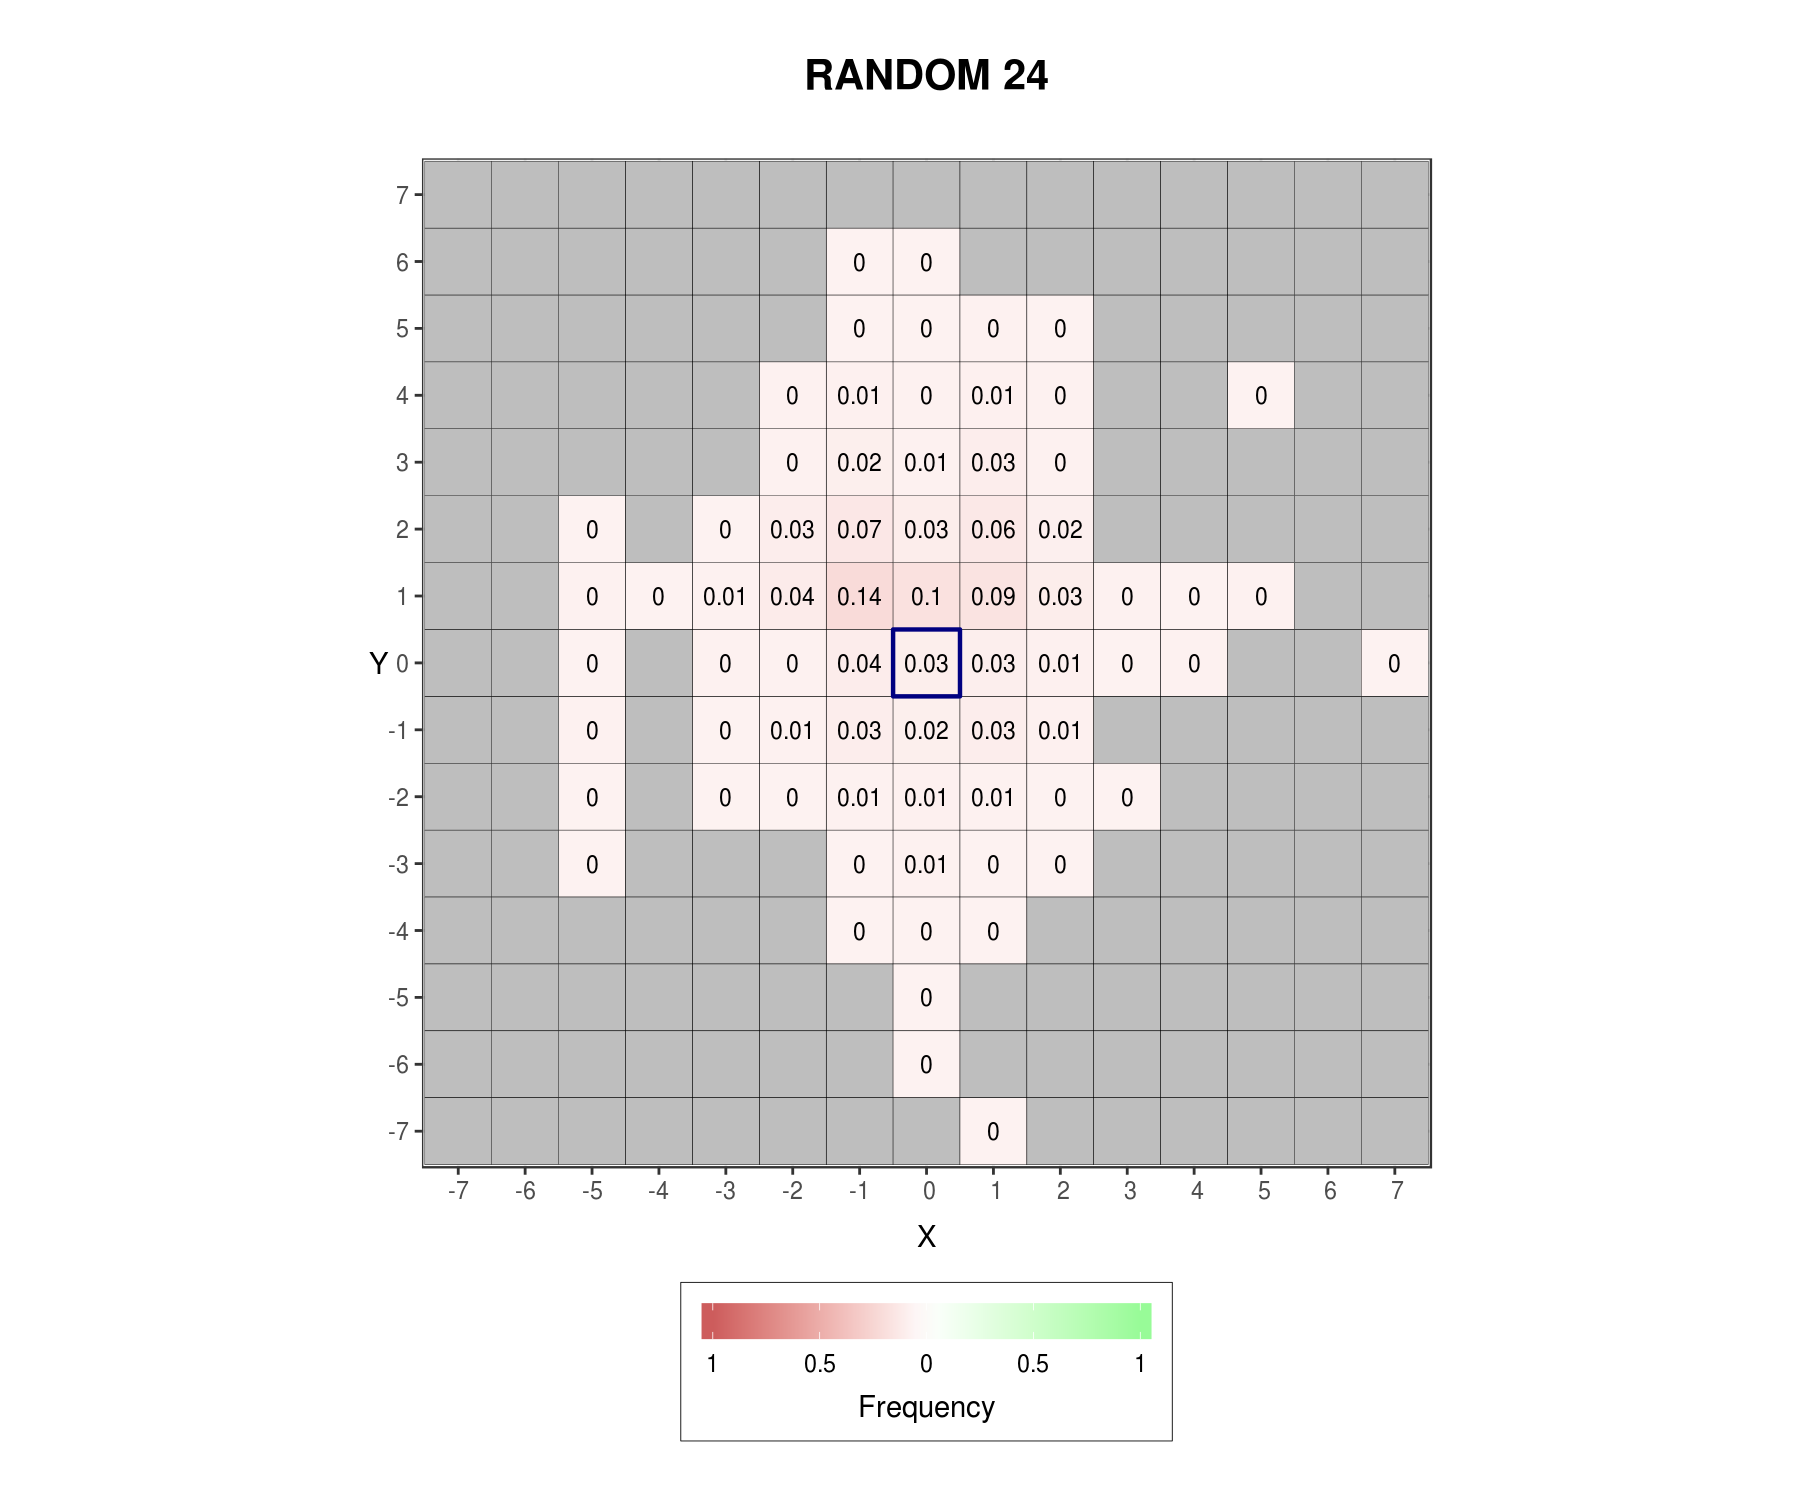 RANDOM 24
7
6 0 0
5 0 0 0 0
4 0 0.01 0 0.01 0 0
3 0 0.02 0.01 0.03 0
2 0 0 0.03 0.07 0.03 0.06 0.02
1 0 0 0.01 0.04 0.14 0.1 0.09 0.03 0 0 0
Y 0 0 0 0 0.04 0.03 0.03 0.01 0 0 0
-1 0 0 0.01 0.03 0.02 0.03 0.01
-2 0 0 0 0.01 0.01 0.01 0 0
-3 0 0 0.01 0 0
-4 0 0 0
-5 0
-6 0
-7 0
-7 -6 -5 -4 -3 -2 -1 0 1 2 3 4 5 6 7
X
1 0.5 0 0.5 1
Frequency